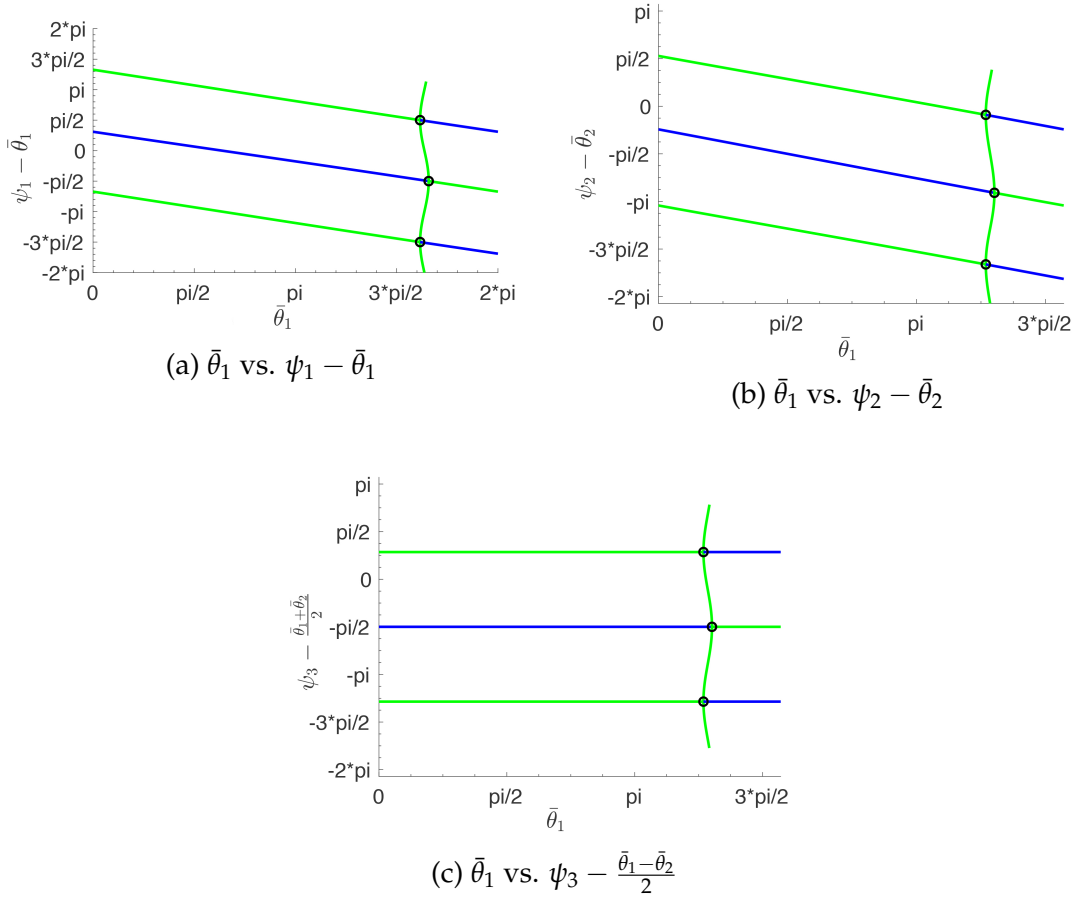 2*pi
3*pi/2
pi
pi/2
0
-pi/2
-pi
-3*pi/2
-2*pi
ψ₁ − θ̄₁
0 pi/2 pi 3*pi/2 2*pi
θ̄₁
(a) θ̄₁ vs. ψ₁ − θ̄₁
pi
pi/2
0
-pi/2
-pi
-3*pi/2
-2*pi
ψ₂ − θ̄₂
0 pi/2 pi 3*pi/2
θ̄₁
(b) θ̄₁ vs. ψ₂ − θ̄₂
pi
pi/2
0
-pi/2
-pi
-3*pi/2
-2*pi
ψ₃ − (θ̄₁+θ̄₂)/2
0 pi/2 pi 3*pi/2
θ̄₁
(c) θ̄₁ vs. ψ₃ − (θ̄₁−θ̄₂)/2